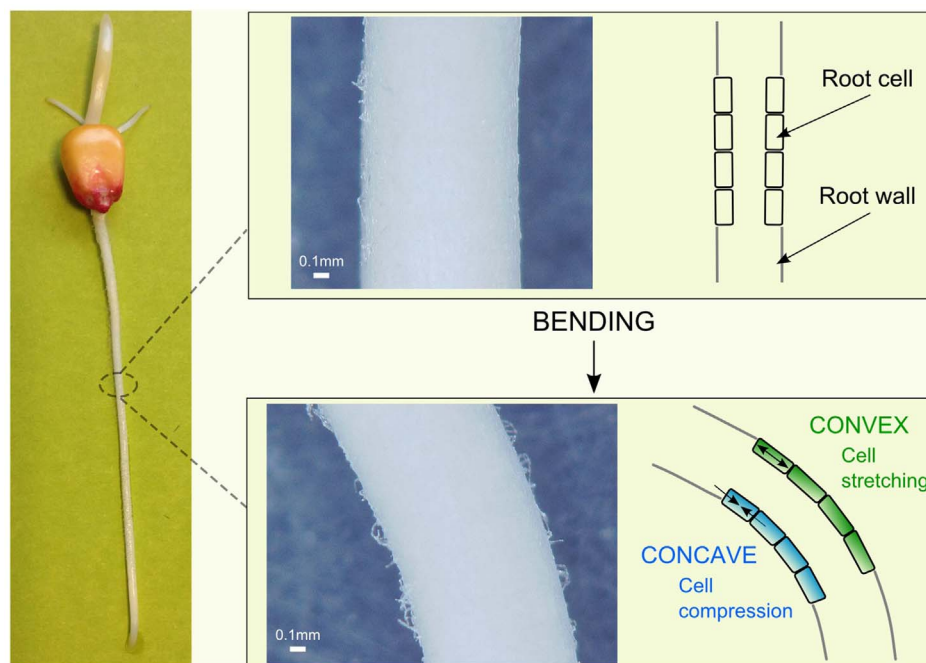 Root cell
Root wall
0.1mm
BENDING
CONVEX
Cell
stretching
CONCAVE
Cell
compression
0.1mm